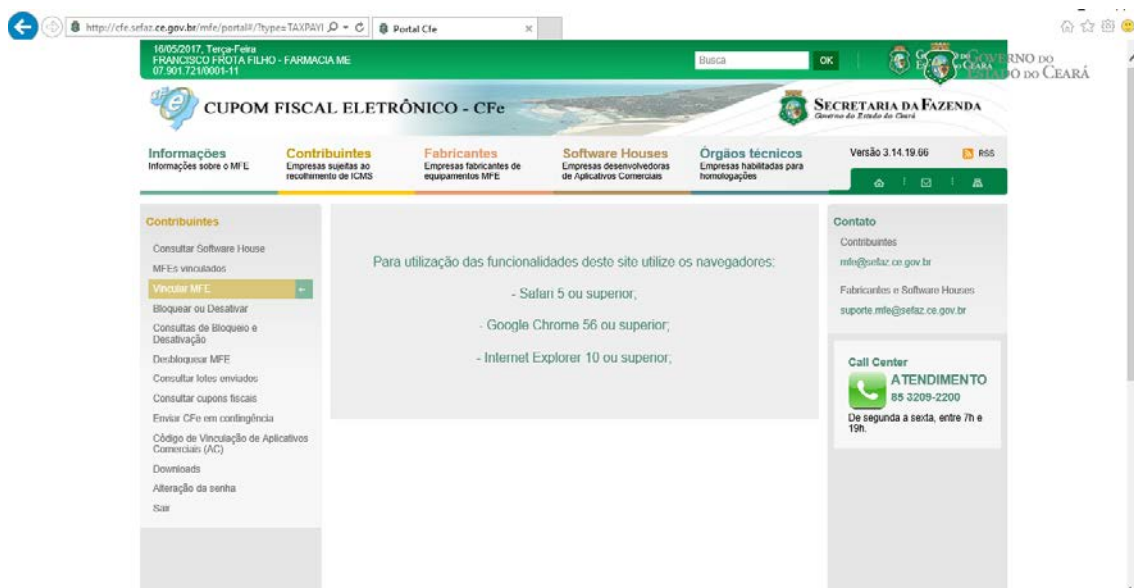 http://cfe.sefaz.ce.gov.br/mfe/portal#/?type=TAXPAYI
Portal Cfe
16/05/2017, Terça-Feira
FRANCISCO FROTA FILHO - FARMACIA ME
07.901.721/0001-11
Busca
OK
CUPOM FISCAL ELETRÔNICO - CFe
SECRETARIA DA FAZENDA
Governo do Estado do Ceará
Informações
Informações sobre o MFE
Contribuintes
Empresas sujeitas ao
recolhimento de ICMS
Fabricantes
Empresas fabricantes de
equipamentos MFE
Software Houses
Empresas desenvolvedoras
de Aplicativos Comerciais
Órgãos técnicos
Empresas habilitadas para
homologações
Versão 3.14.19.66
RSS
Contribuintes
Consultar Software House
MFEs vinculados
Vincular MFE
Bloquear ou Desativar
Consultas de Bloqueio e
Desativação
Desbloquear MFE
Consultar lotes enviados
Consultar cupons fiscais
Enviar CFe em contingência
Código de Vinculação de Aplicativos
Comerciais (AC)
Downloads
Alteração da senha
Sair
Para utilização das funcionalidades deste site utilize os navegadores:
- Safari 5 ou superior;
- Google Chrome 56 ou superior;
- Internet Explorer 10 ou superior;
Contato
Contribuintes
mfe@sefaz.ce.gov.br
Fabricantes e Software Houses
suporte.mfe@sefaz.ce.gov.br
Call Center
ATENDIMENTO
85 3209-2200
De segunda a sexta, entre 7h e
19h.